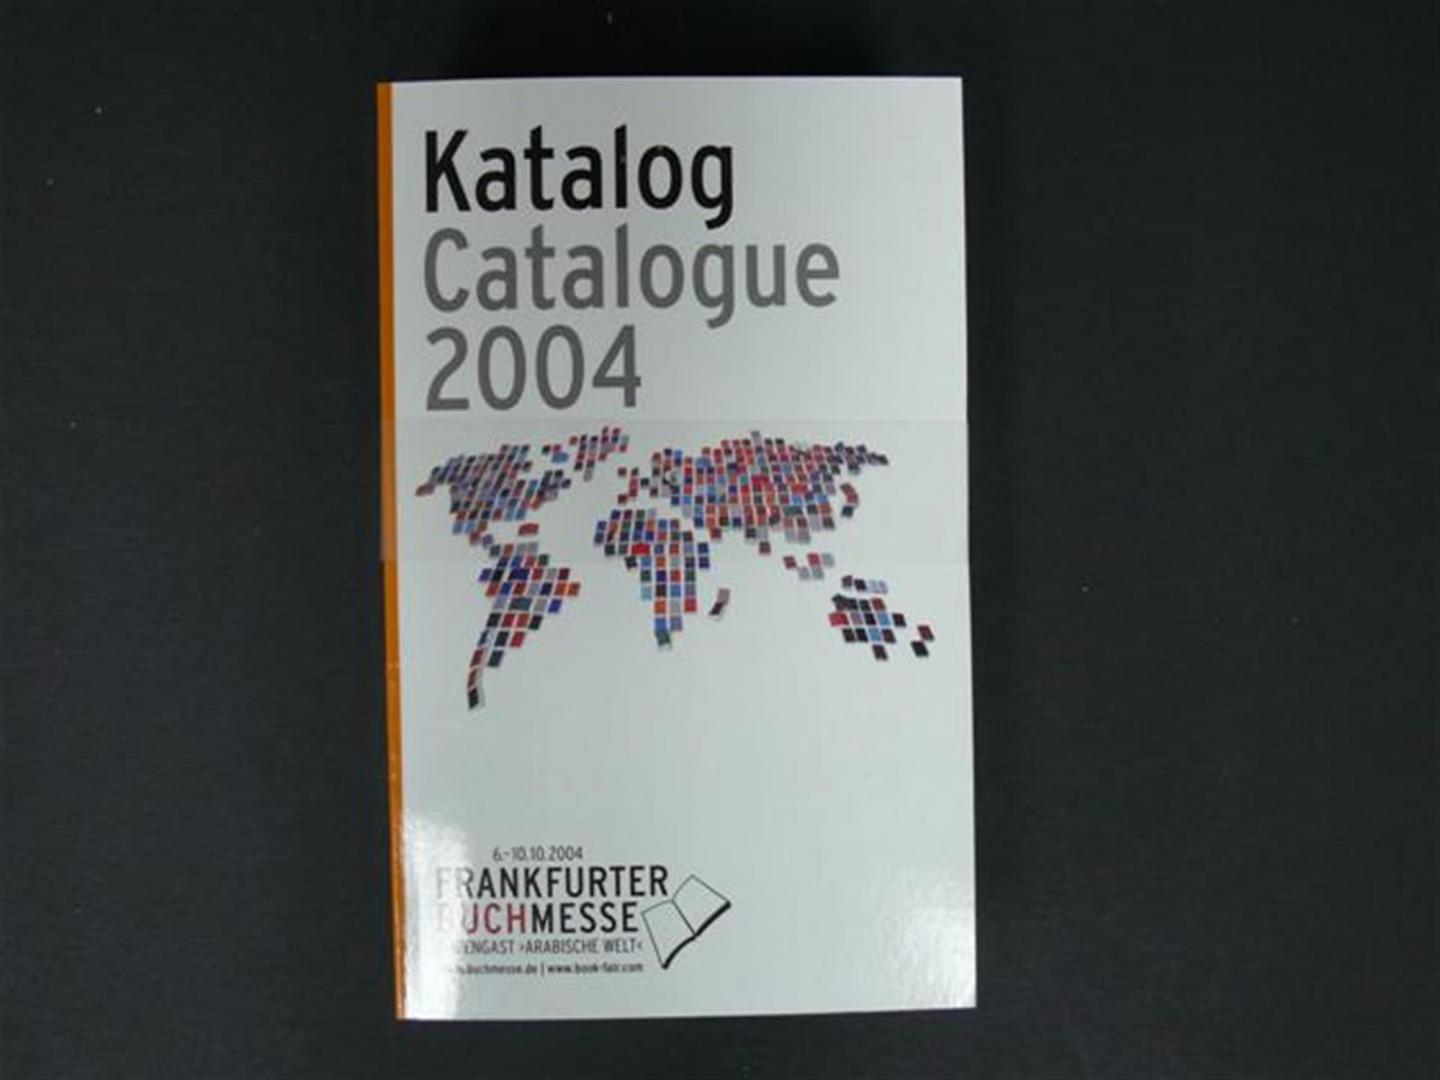 Katalog
Catalogue
2004
6.-10.10.2004
FRANKFURTER
BUCHMESSE
›ARABISCHE WELT‹
www.book-fair.com